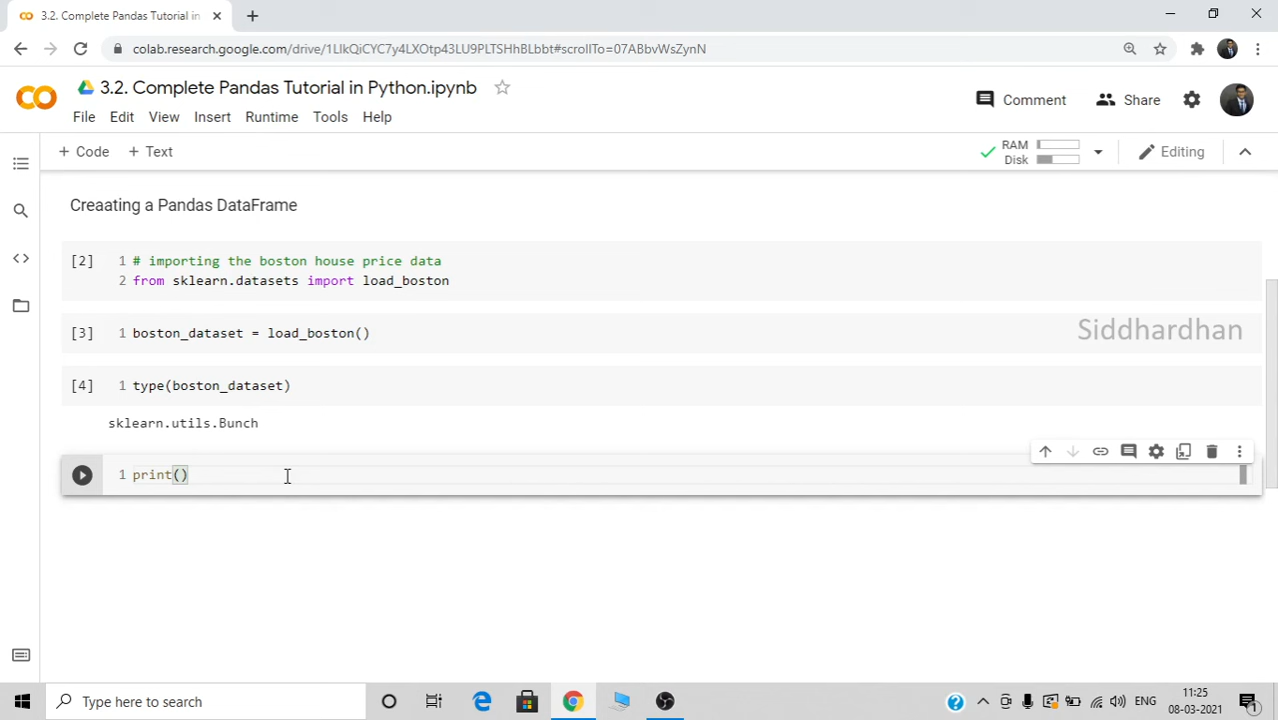 3.2. Complete Pandas Tutorial in
colab.research.google.com/drive/1LlkQiCYC7y4LXOtp43LU9PLTSHhBLbbt#scrollTo=07ABbvWsZynN
3.2. Complete Pandas Tutorial in Python.ipynb
Comment
Share
File Edit View Insert Runtime Tools Help
+ Code + Text
RAM
Disk
Editing
Creaating a Pandas DataFrame
[2] 1 # importing the boston house price data
2 from sklearn.datasets import load_boston
[3] 1 boston_dataset = load_boston()
Siddhardhan
[4] 1 type(boston_dataset)
sklearn.utils.Bunch
1 print()
Type here to search
ENG
11:25
08-03-2021